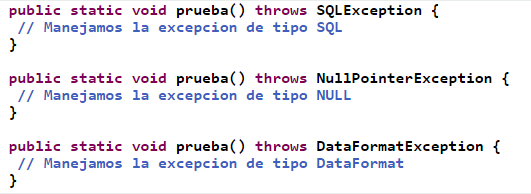 public static void prueba() throws SQLException {
// Manejamos la excepcion de tipo SQL
}
public static void prueba() throws NullPointerException {
// Manejamos la excepcion de tipo NULL
}
public static void prueba() throws DataFormatException {
// Manejamos la excepcion de tipo DataFormat
}